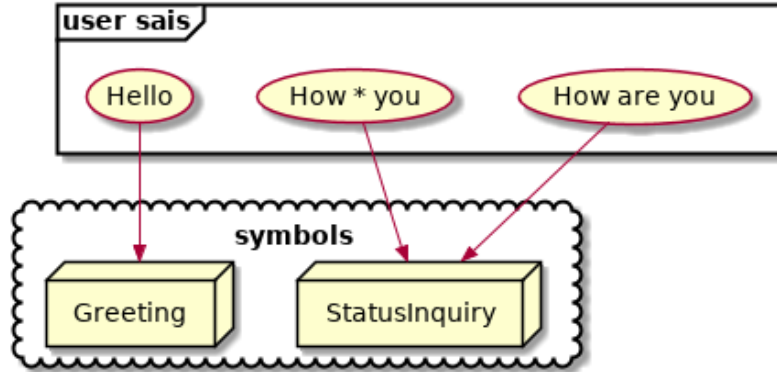 user sais
Hello
How * you
How are you
symbols
Greeting
StatusInquiry